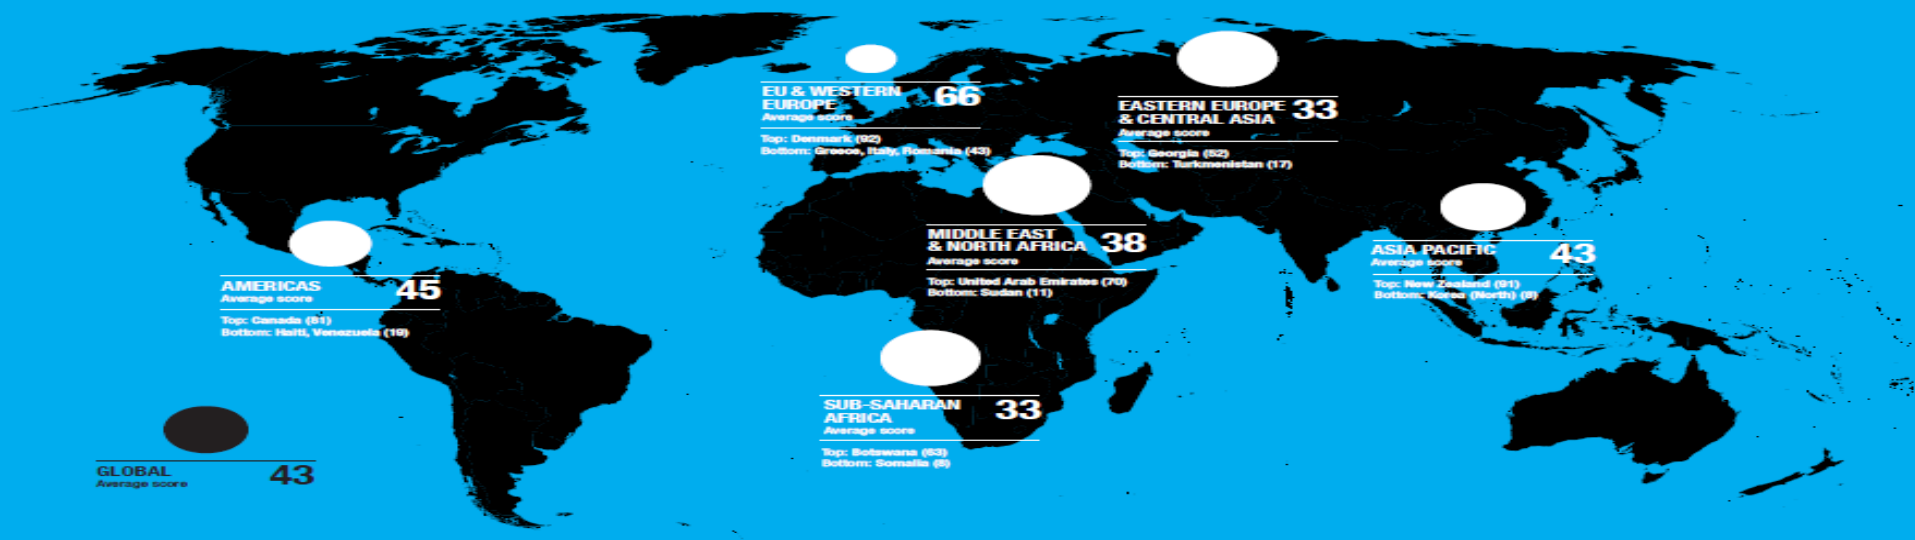 EU & WESTERN
EUROPE
66
Average score
Top: Denmark (92)
Bottom: Greece, Italy, Romania (43)
EASTERN EUROPE
& CENTRAL ASIA
33
Average score
Top: Georgia (52)
Bottom: Turkmenistan (17)
MIDDLE EAST
& NORTH AFRICA
38
Average score
Top: United Arab Emirates (70)
Bottom: Sudan (11)
ASIA PACIFIC
43
Average score
Top: New Zealand (91)
Bottom: Korea (North) (8)
AMERICAS
45
Average score
Top: Canada (81)
Bottom: Haiti, Venezuela (19)
SUB-SAHARAN
AFRICA
33
Average score
Top: Botswana (63)
Bottom: Somalia (8)
GLOBAL
43
Average score